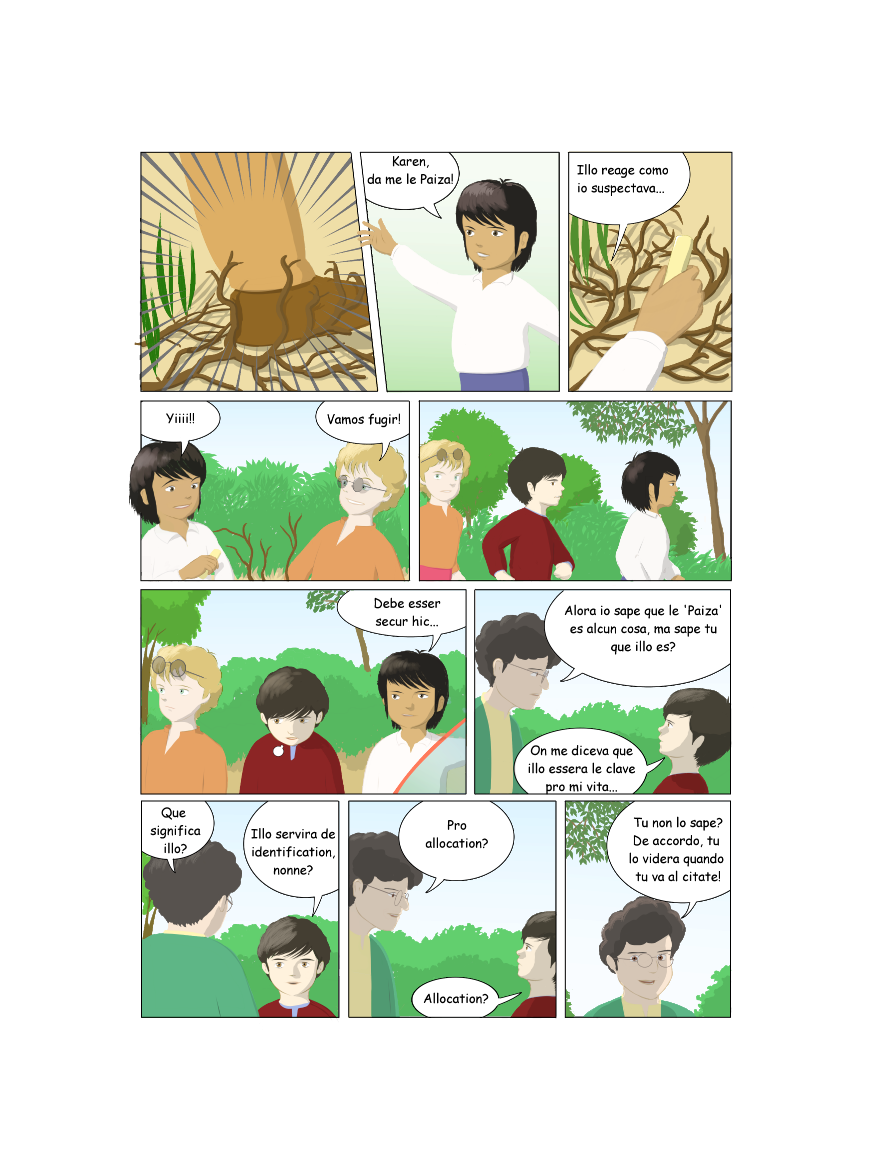 Karen,
da me le Paiza!
Illo reage como
io suspectava...
Yiiii!!
Vamos fugir!
Debe esser
secur hic...
Alora io sape que le 'Paiza'
es alcun cosa, ma sape tu
que illo es?
On me diceva que
illo essera le clave
pro mi vita...
Que
significa
illo?
Illo servira de
identification,
nonne?
Pro
allocation?
Allocation?
Tu non lo sape?
De accordo, tu
lo videra quando
tu va al citate!